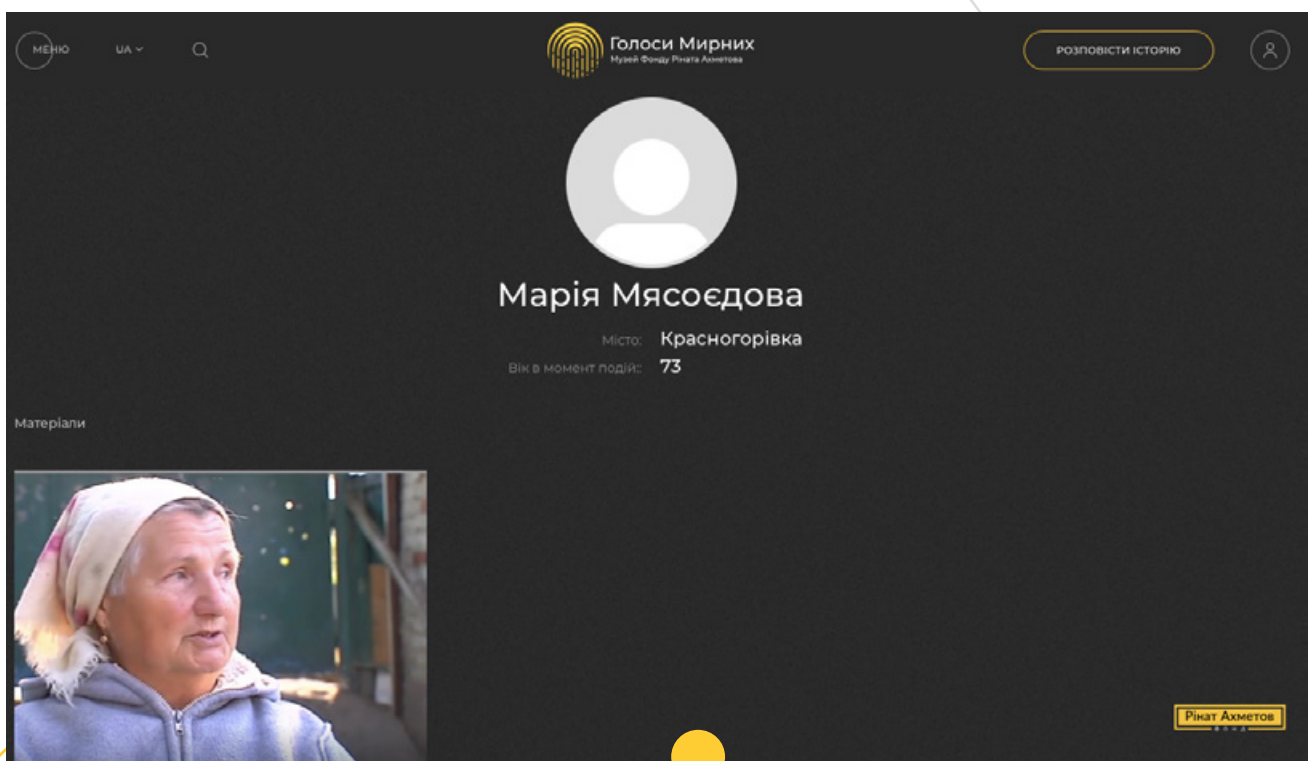 МЕНЮ
UA
Голоси Мирних
Музей Фонду Ріната Ахметова
РОЗПОВІСТИ ІСТОРІЮ
Марія Мясоєдова
Місто: Красногорівка
Вік в момент подій:: 73
Матеріали
Рінат Ахметов
ФОНД